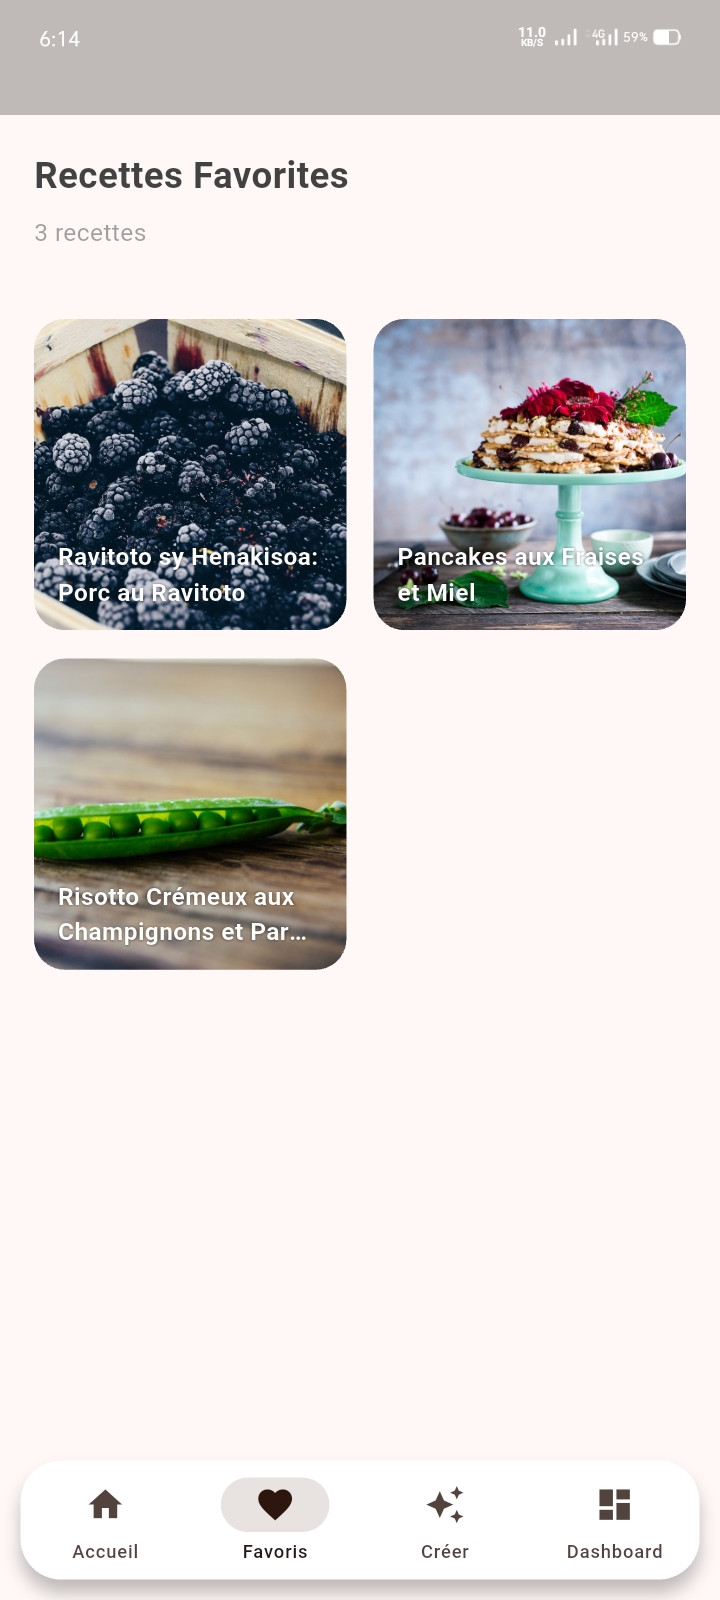 6:14
11.0
KB/S
4G
59%
Recettes Favorites
3 recettes
Ravitoto sy Henakisoa:
Porc au Ravitoto
Pancakes aux Fraises
et Miel
Risotto Crémeux aux
Champignons et Par...
Accueil
Favoris
Créer
Dashboard